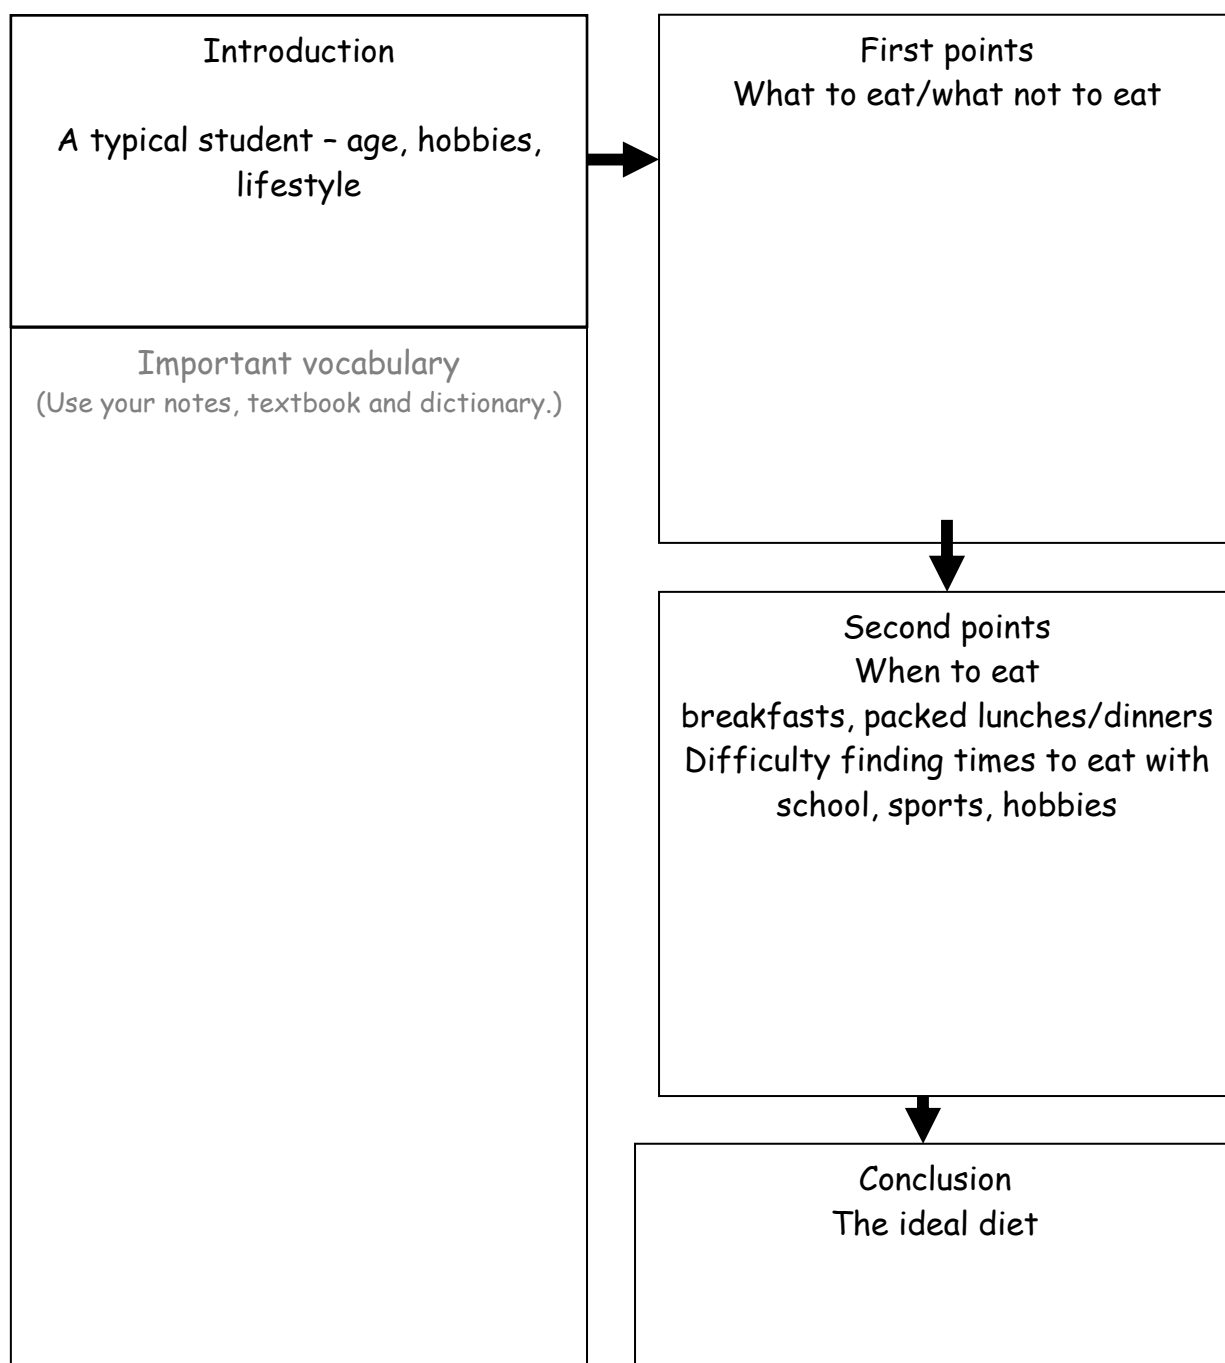 Introduction
A typical student – age, hobbies,
lifestyle
Important vocabulary
(Use your notes, textbook and dictionary.)
First points
What to eat/what not to eat
Second points
When to eat
breakfasts, packed lunches/dinners
Difficulty finding times to eat with
school, sports, hobbies
Conclusion
The ideal diet